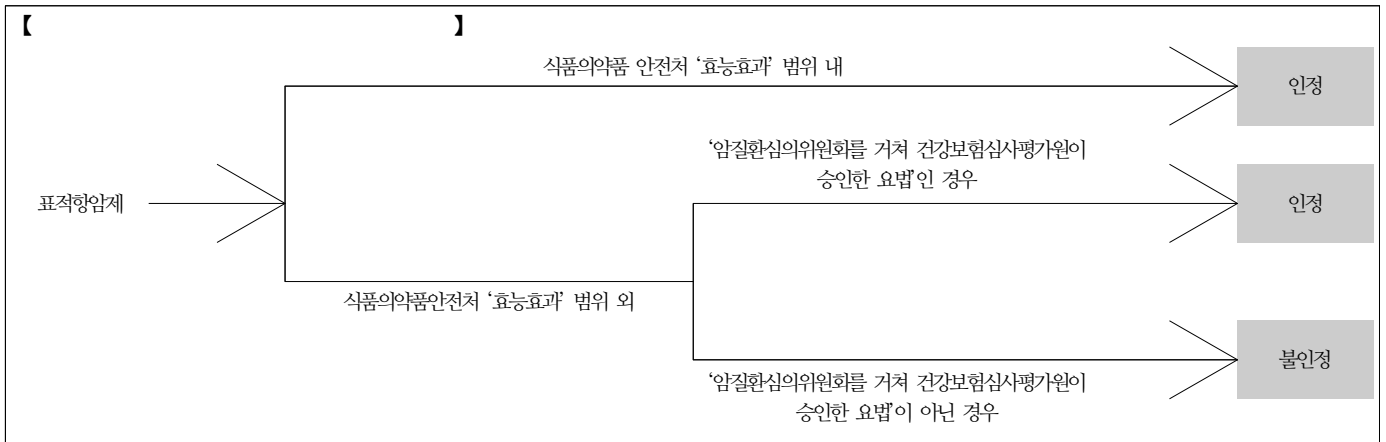 【 】
식품의약품 안전처 ‘효능효과’ 범위 내
인정
‘암질환심의위원회를 거쳐 건강보험심사평가원이
승인한 요법’인 경우
표적항암제
인정
식품의약품안전처 ‘효능효과’ 범위 외
불인정
‘암질환심의위원회를 거쳐 건강보험심사평가원이
승인한 요법’이 아닌 경우